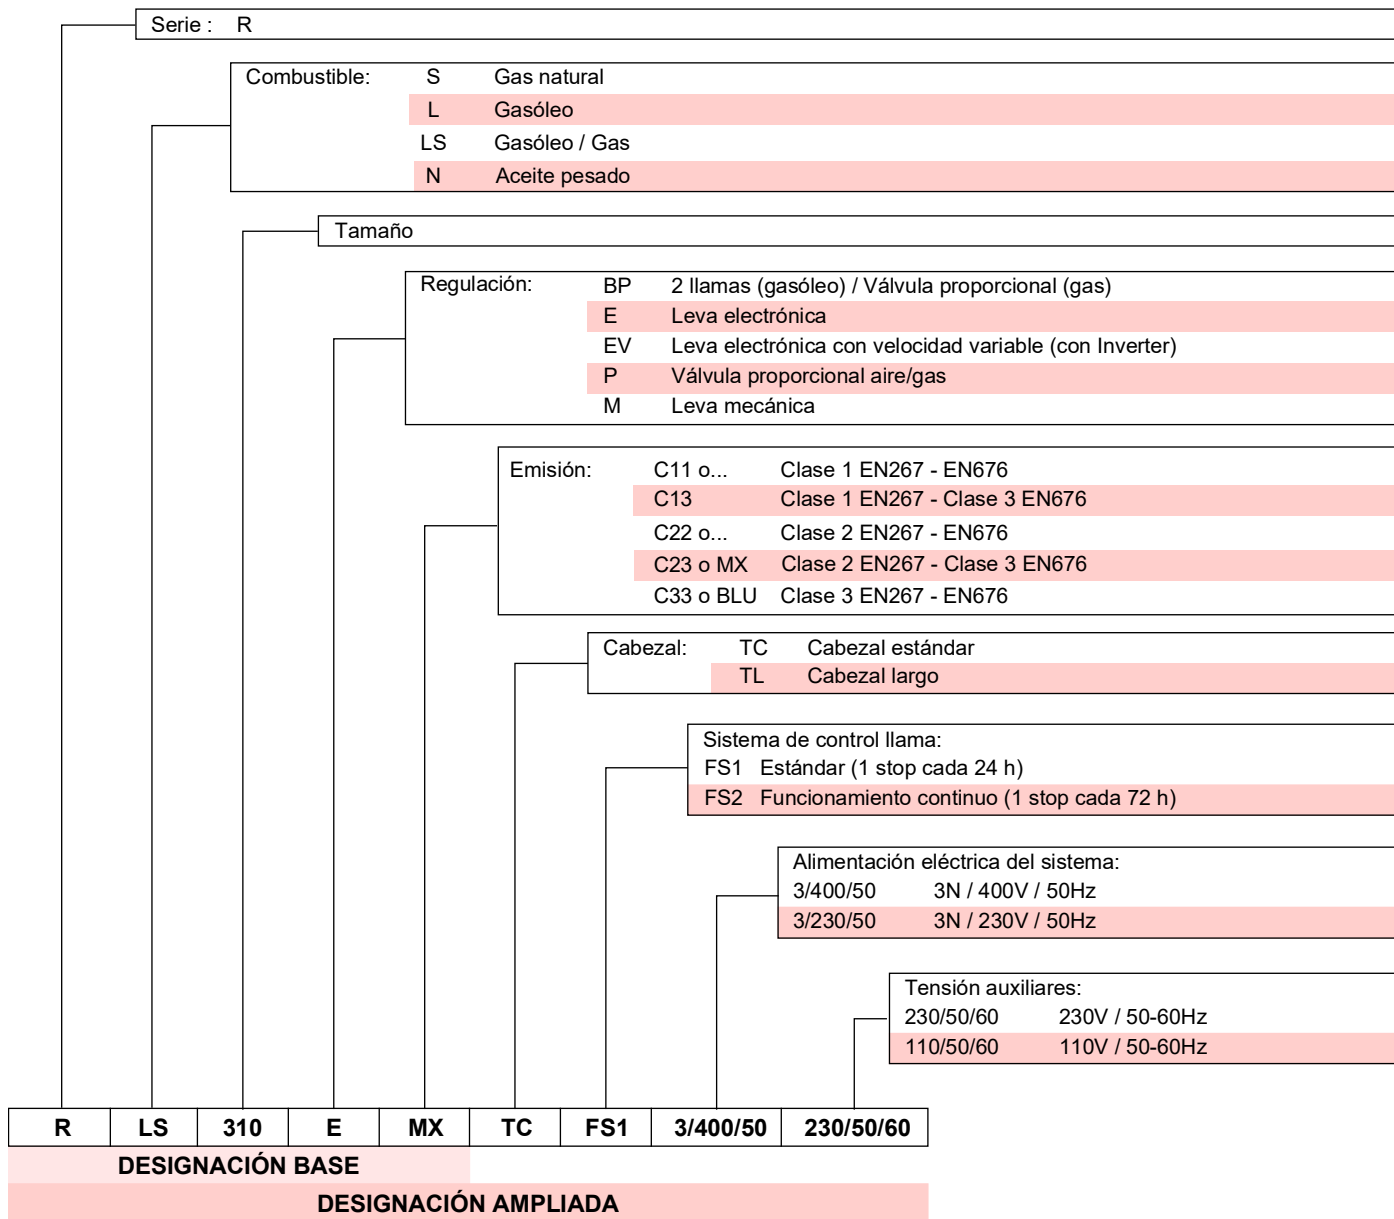 Serie : R
Combustible: S Gas natural
L Gasóleo
LS Gasóleo / Gas
N Aceite pesado
Tamaño
Regulación: BP 2 llamas (gasóleo) / Válvula proporcional (gas)
E Leva electrónica
EV Leva electrónica con velocidad variable (con Inverter)
P Válvula proporcional aire/gas
M Leva mecánica
Emisión: C11 o... Clase 1 EN267 - EN676
C13 Clase 1 EN267 - Clase 3 EN676
C22 o... Clase 2 EN267 - EN676
C23 o MX Clase 2 EN267 - Clase 3 EN676
C33 o BLU Clase 3 EN267 - EN676
Cabezal: TC Cabezal estándar
TL Cabezal largo
Sistema de control llama:
FS1 Estándar (1 stop cada 24 h)
FS2 Funcionamiento continuo (1 stop cada 72 h)
Alimentación eléctrica del sistema:
3/400/50 3N / 400V / 50Hz
3/230/50 3N / 230V / 50Hz
Tensión auxiliares:
230/50/60 230V / 50-60Hz
110/50/60 110V / 50-60Hz
R LS 310 E MX TC FS1 3/400/50 230/50/60
DESIGNACIÓN BASE
DESIGNACIÓN AMPLIADA